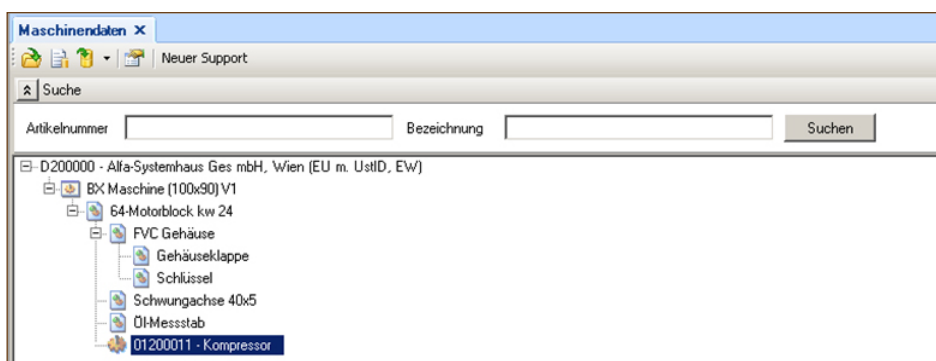 Maschinendaten X
Neuer Support
Suche
Artikelnummer Bezeichnung Suchen
D200000 - Alfa-Systemhaus Ges mbH, Wien (EU m. UstID, EW)
BX Maschine (100x90) V1
64-Motorblock kw 24
FVC Gehäuse
Gehäuseklappe
Schlüssel
Schwungachse 40x5
Öl-Messstab
01200011 - Kompressor